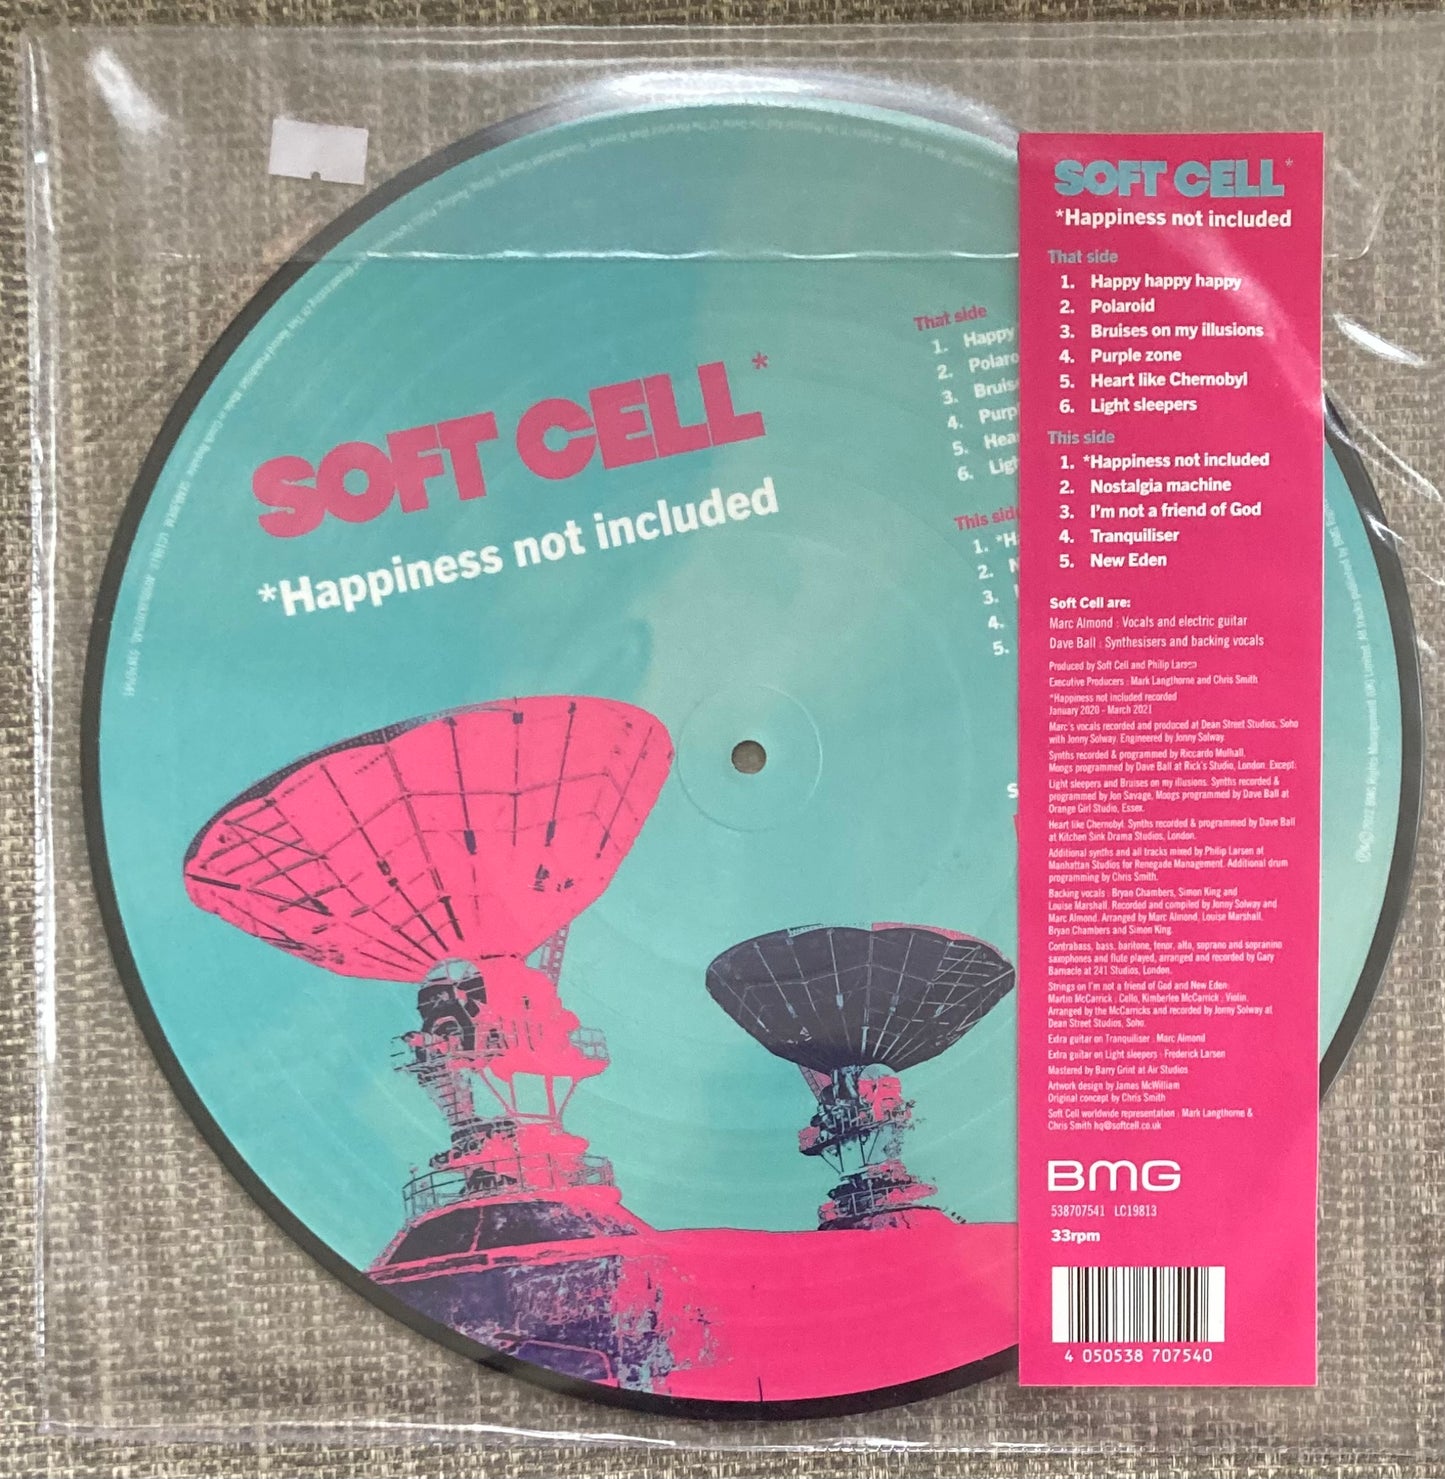 SOFT CELL*
*Happiness not included
That side
1. Happy
2. Polaro
3. Bruis
4. Purp
5. Hea
6. Lig
This sid
1. *H
2. N
3.
4.
5.
SOFT CELL*
*Happiness not included
That side
1. Happy happy happy
2. Polaroid
3. Bruises on my illusions
4. Purple zone
5. Heart like Chernobyl
6. Light sleepers
This side
1. *Happiness not included
2. Nostalgia machine
3. I'm not a friend of God
4. Tranquiliser
5. New Eden
Soft Cell are:
Marc Almond : Vocals and electric guitar
Dave Ball : Synthesisers and backing vocals
Produced by Soft Cell and Philip Larsen
Executive Producers : Mark Langthorne and Chris Smith
*Happiness not included recorded
January 2020 - March 2021
Marc's vocals recorded and produced at Dean Street Studios, Soho
with Jonny Solway. Engineered by Jonny Solway.
Synths recorded & programmed by Riccardo Mulhall,
Moogs programmed by Dave Ball at Rick's Studio, London. Except:
Light sleepers and Bruises on my illusions. Synths recorded &
programmed by Jon Savage, Moogs programmed by Dave Ball at
Orange Girl Studio, Essex.
Heart like Chernobyl. Synths recorded & programmed by Dave Ball
at Kitchen Sink Drama Studios, London.
Additional synths and all tracks mixed by Philip Larsen at
Manhattan Studios for Renegade Management. Additional drum
programming by Chris Smith.
Backing vocals : Bryan Chambers, Simon King and
Louise Marshall. Recorded and compiled by Jonny Solway and
Marc Almond. Arranged by Marc Almond, Louise Marshall,
Bryan Chambers and Simon King.
Contrabass, bass, baritone, tenor, alto, soprano and sopranino
saxophones and flute played, arranged and recorded by Gary
Barnacle at 241 Studios, London.
Strings on I'm not a friend of God and New Eden:
Martin McCarrick : Cello, Kimberlee McCarrick : Violin.
Arranged by the McCarricks and recorded by Jonny Solway at
Dean Street Studios, Soho.
Extra guitar on Tranquiliser : Marc Almond
Extra guitar on Light sleepers : Frederick Larsen
Mastered by Barry Grint at Air Studios
Artwork design by James McWilliam
Original concept by Chris Smith
Soft Cell worldwide representation : Mark Langthorne &
Chris Smith hq@softcell.co.uk
BMG
538707541 LC19813
33rpm
4 050538 707540